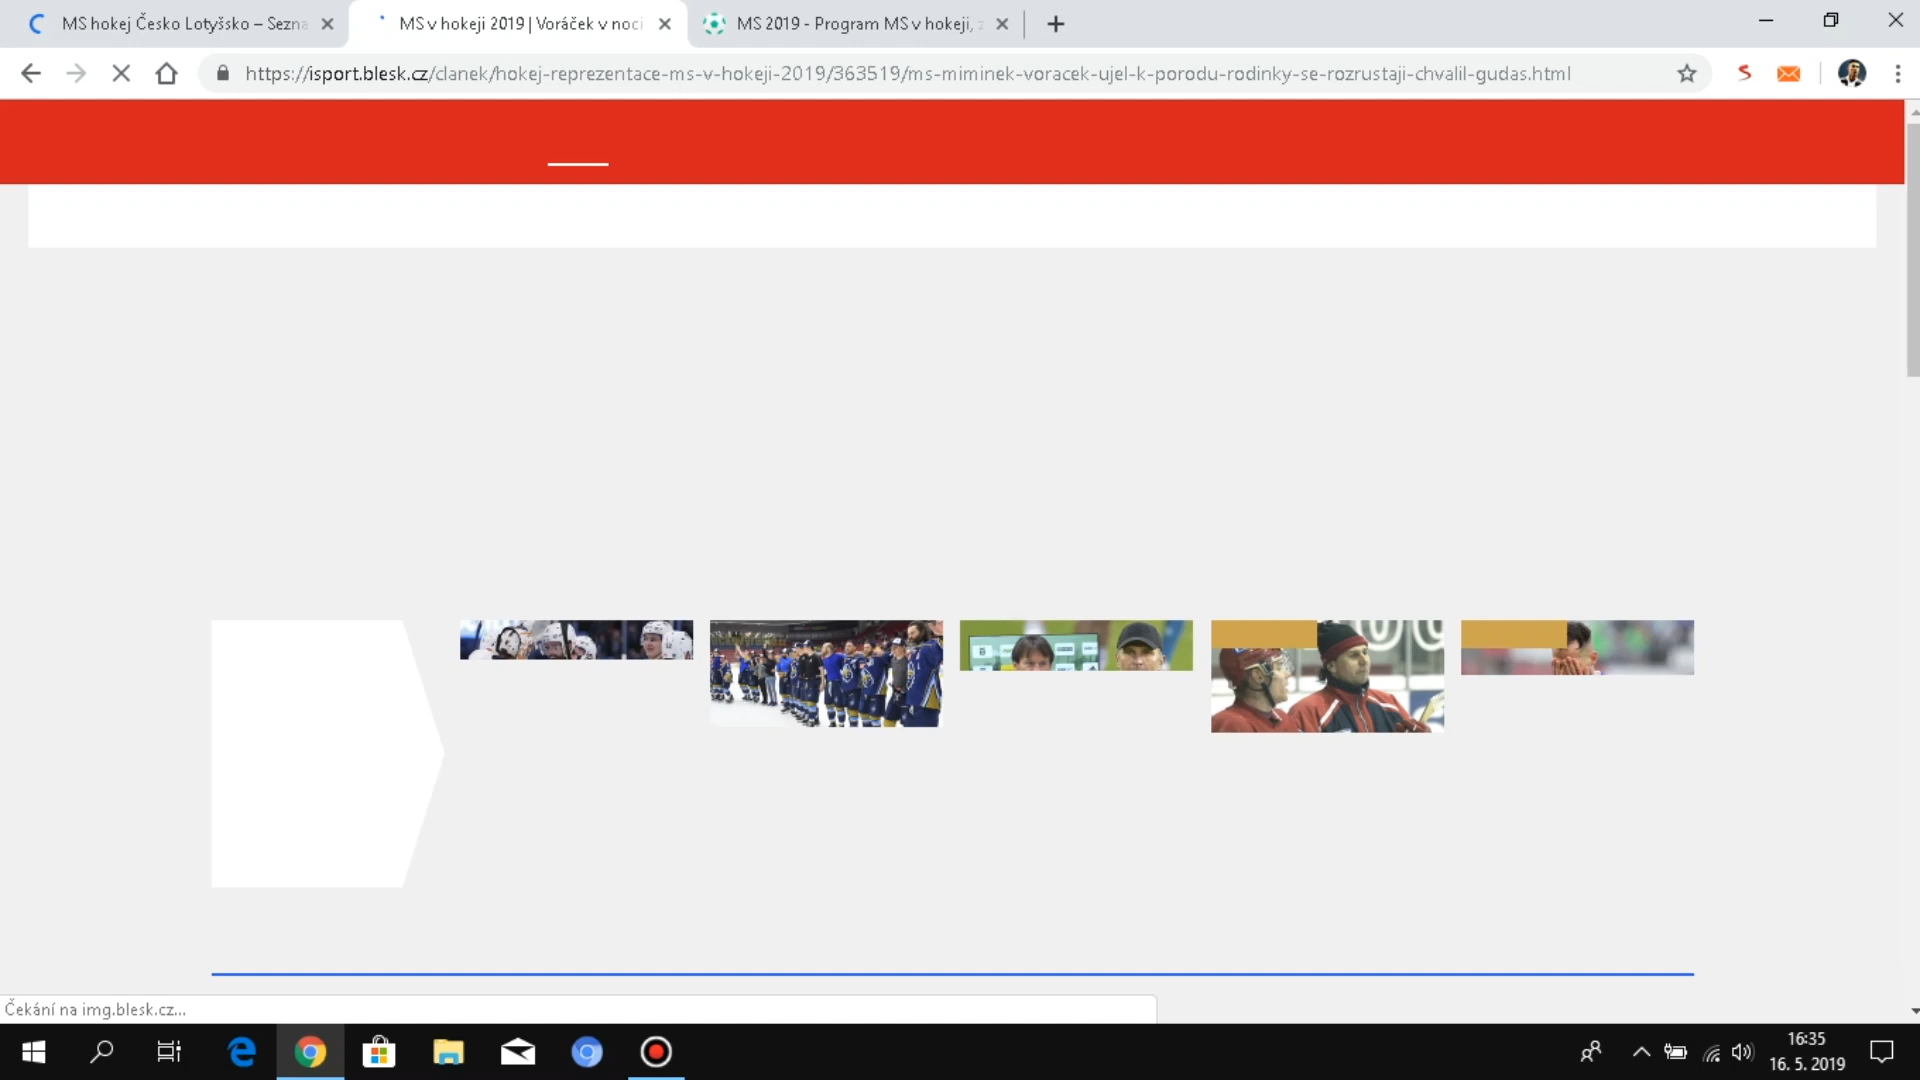 MS hokej Česko Lotyšsko – Sezna
MS v hokeji 2019 | Voráček v noci
MS 2019 - Program MS v hokeji, z
https://isport.blesk.cz/clanek/hokej-reprezentace-ms-v-hokeji-2019/363519/ms-miminek-voracek-ujel-k-porodu-rodinky-se-rozrustaji-chvalil-gudas.html
Čekání na img.blesk.cz...
16:35
16. 5. 2019